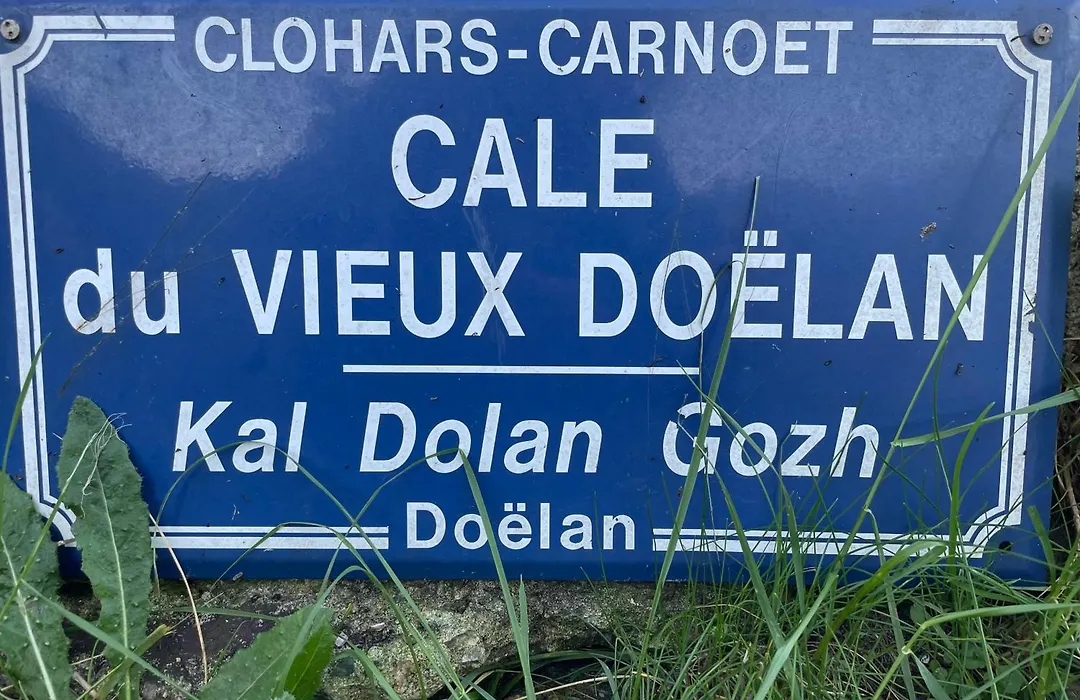 CLOHARS-CARNOET
CALE
du VIEUX DOËLAN
Kal Dolan Gozh
Doëlan